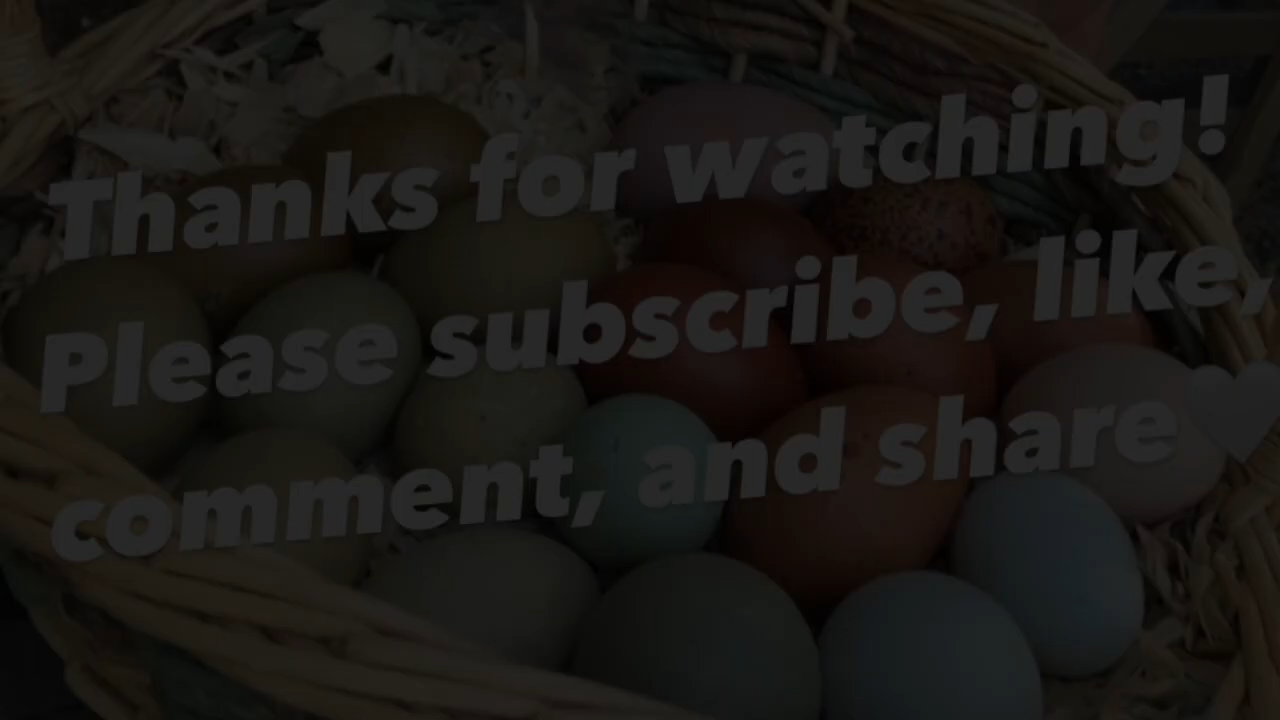 Thanks for watching!
Please subscribe, like,
comment, and share 🤍